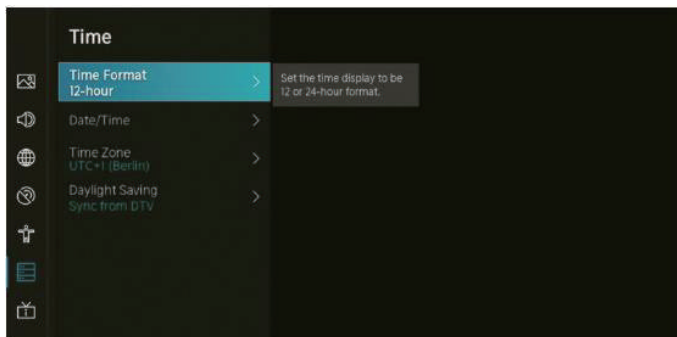 Time
Time Format
12-hour
Set the time display to be
12 or 24-hour format.
Date/Time
Time Zone
UTC+1 (Berlin)
Daylight Saving
Sync from DTV